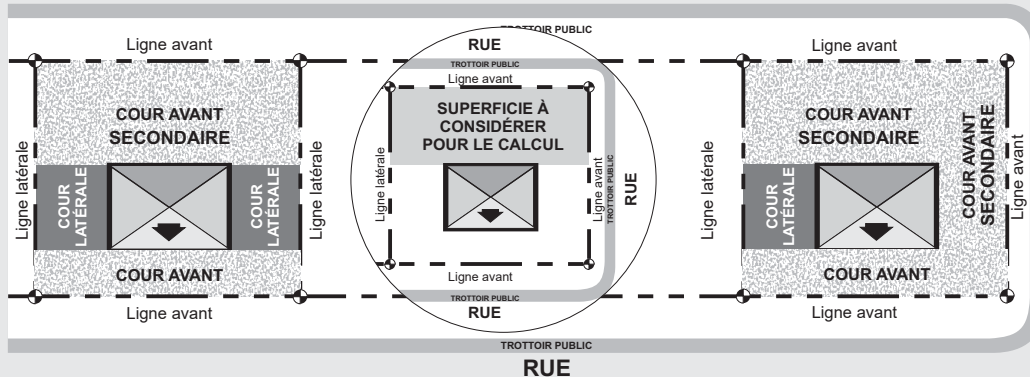 TROTTOIR PUBLIC
Ligne avant
RUE
Ligne avant
TROTTOIR PUBLIC
Ligne avant
COUR AVANT
SECONDAIRE
Ligne latérale
COUR
LATÉRALE
COUR
LATÉRALE
Ligne latérale
COUR AVANT
Ligne avant
SUPERFICIE À
CONSIDÉRER
POUR LE CALCUL
Ligne latérale
Ligne avant
TROTTOIR PUBLIC
RUE
Ligne avant
TROTTOIR PUBLIC
RUE
COUR AVANT
SECONDAIRE
COUR AVANT
SECONDAIRE
Ligne latérale
COUR
LATÉRALE
Ligne avant
COUR AVANT
Ligne avant
TROTTOIR PUBLIC
RUE